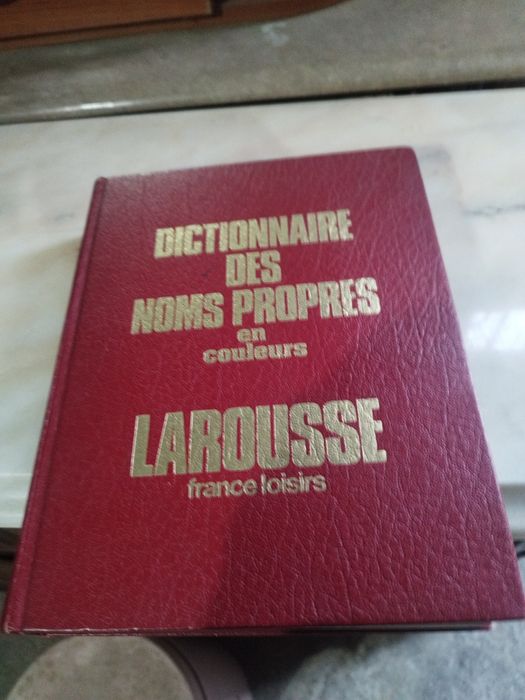 DICTIONNAIRE
DES
NOMS PROPRES
en
couleurs
LAROUSSE
france loisirs